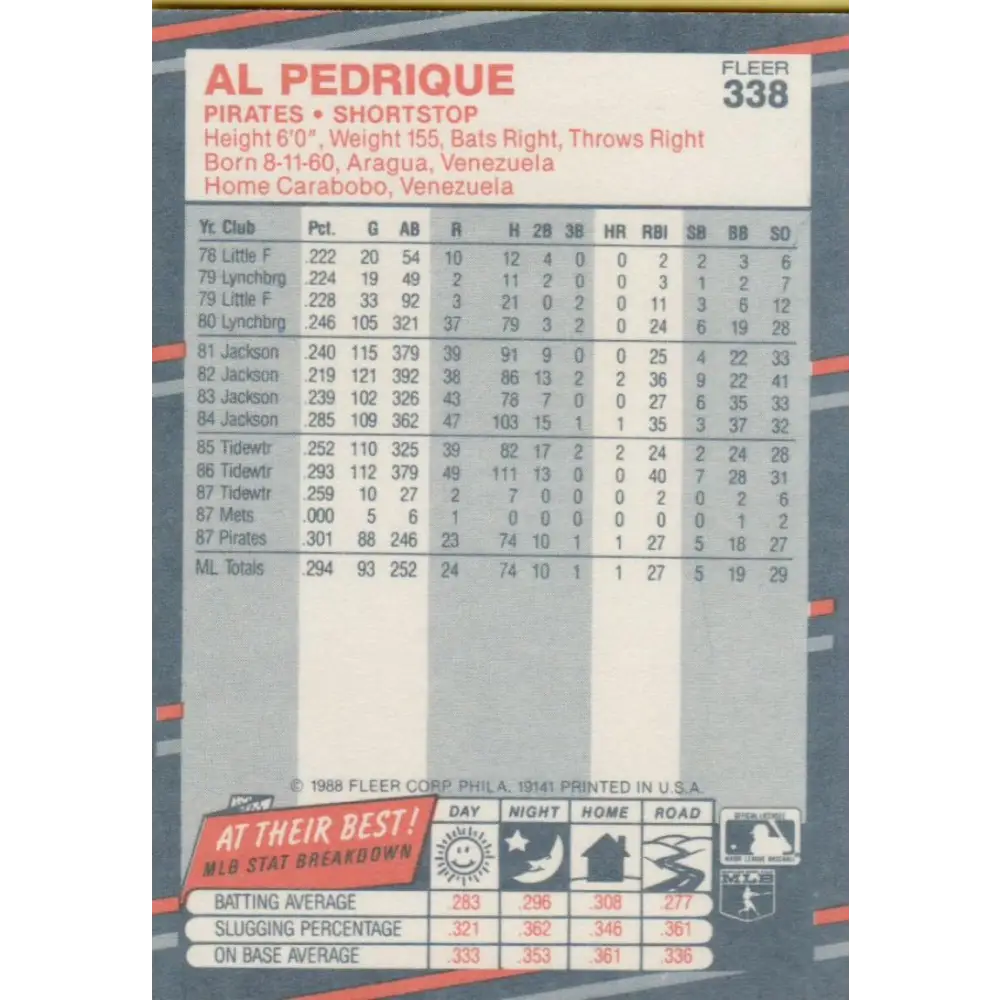 AL PEDRIQUE
FLEER
338
PIRATES • SHORTSTOP
Height 6'0", Weight 155, Bats Right, Throws Right
Born 8-11-60, Aragua, Venezuela
Home Carabobo, Venezuela
Yr. Club Pct. G AB R H 2B 3B HR RBI SB BB SO
78 Little F .222 20 54 10 12 4 0 0 2 2 3 6
79 Lynchbrg .224 19 49 2 11 2 0 0 3 1 2 7
79 Little F .228 33 92 3 21 0 2 0 11 3 6 12
80 Lynchbrg .246 105 321 37 79 3 2 0 24 6 19 28
81 Jackson .240 115 379 39 91 9 0 0 25 4 22 33
82 Jackson .219 121 392 38 86 13 2 2 36 9 22 41
83 Jackson .239 102 326 43 78 7 0 0 27 6 35 33
84 Jackson .285 109 362 47 103 15 1 1 35 3 37 32
85 Tidewtr .252 110 325 39 82 17 2 2 24 2 24 28
86 Tidewtr .293 112 379 49 111 13 0 0 40 7 28 31
87 Tidewtr .259 10 27 2 7 0 0 0 2 0 2 6
87 Mets .000 5 6 1 0 0 0 0 0 0 1 2
87 Pirates .301 88 246 23 74 10 1 1 27 5 18 27
ML Totals .294 93 252 24 74 10 1 1 27 5 19 29
© 1988 FLEER CORP. PHILA. 19141 PRINTED IN U.S.A.
AT THEIR BEST!
MLB STAT BREAKDOWN
DAY NIGHT HOME ROAD
OFFICIAL LICENSEE
MAJOR LEAGUE BASEBALL
MLB
BATTING AVERAGE .283 .296 .308 .277
SLUGGING PERCENTAGE .321 .362 .346 .361
ON BASE AVERAGE .333 .353 .361 .336